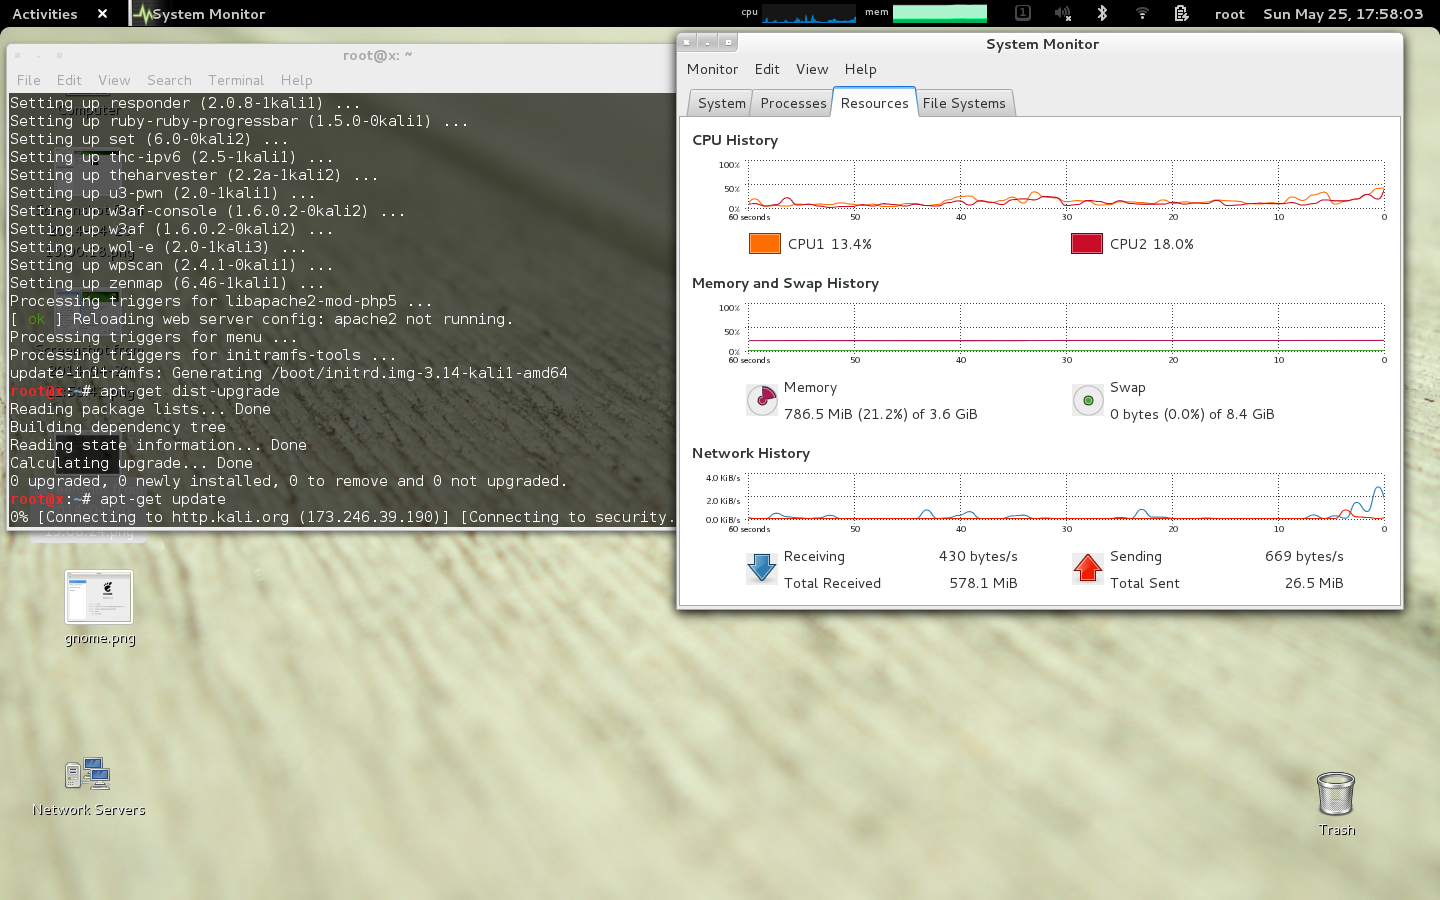 Activities
System Monitor
cpu
mem
1
root
Sun May 25, 17:58:03
root@x: ~
File Edit View Search Terminal Help
Setting up responder (2.0.8-1kali1) ...
Setting up ruby-ruby-progressbar (1.5.0-0kali1) ...
Setting up set (6.0-0kali2) ...
Setting up thc-ipv6 (2.5-1kali1) ...
Setting up theharvester (2.2a-1kali2) ...
Setting up u3-pwn (2.0-1kali1) ...
Setting up w3af-console (1.6.0.2-0kali2) ...
Setting up w3af (1.6.0.2-0kali2) ...
Setting up wol-e (2.0-1kali3) ...
Setting up wpscan (2.4.1-0kali1) ...
Setting up zenmap (6.46-1kali1) ...
Processing triggers for libapache2-mod-php5 ...
[ ok ] Reloading web server config: apache2 not running.
Processing triggers for menu ...
Processing triggers for initramfs-tools ...
update-initramfs: Generating /boot/initrd.img-3.14-kali1-amd64
root@x:~# apt-get dist-upgrade
Reading package lists... Done
Building dependency tree
Reading state information... Done
Calculating upgrade... Done
0 upgraded, 0 newly installed, 0 to remove and 0 not upgraded.
root@x:~# apt-get update
0% [Connecting to http.kali.org (173.246.39.190)] [Connecting to security.
gnome.png
Network Servers
System Monitor
Monitor Edit View Help
System Processes Resources File Systems
CPU History
100%
50%
0%
60 seconds 50 40 30 20 10 0
CPU1 13.4% CPU2 18.0%
Memory and Swap History
100%
50%
0%
60 seconds 50 40 30 20 10 0
Memory Swap
786.5 MiB (21.2%) of 3.6 GiB 0 bytes (0.0%) of 8.4 GiB
Network History
4.0 KiB/s
2.0 KiB/s
0.0 KiB/s
60 seconds 50 40 30 20 10 0
Receiving 430 bytes/s Sending 669 bytes/s
Total Received 578.1 MiB Total Sent 26.5 MiB
Trash